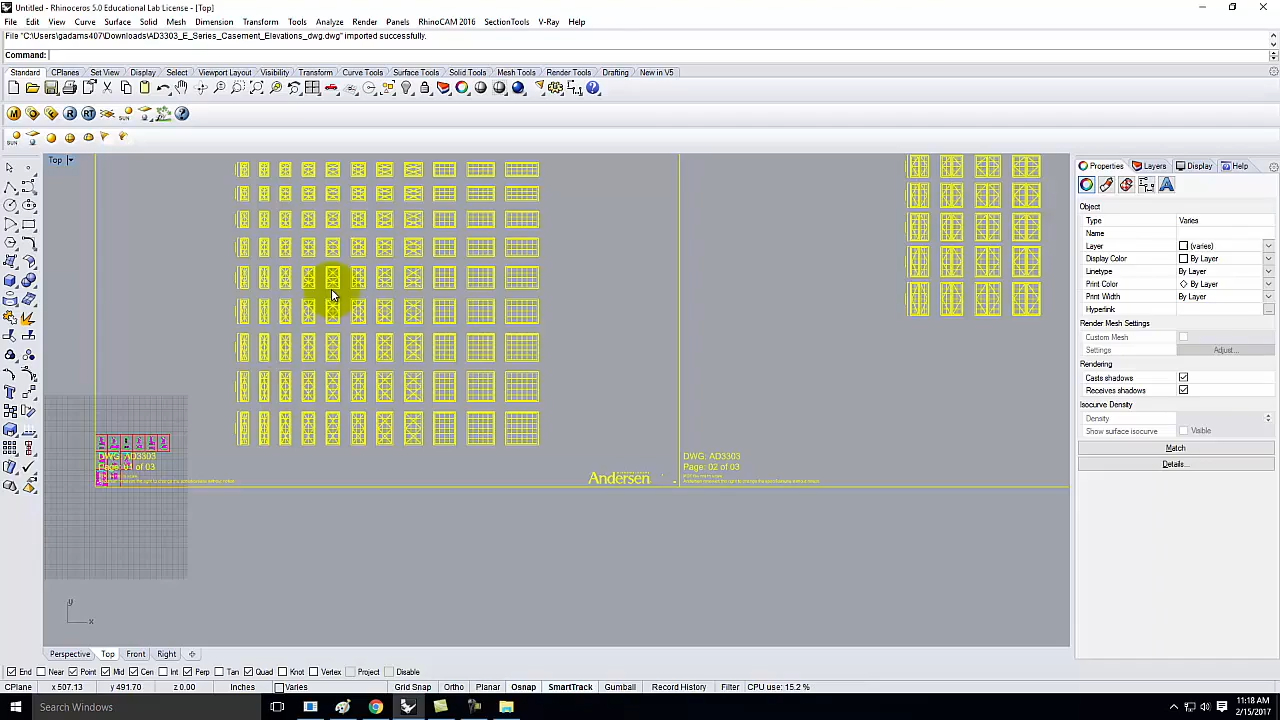 Untitled - Rhinoceros 5.0 Educational Lab License - [Top]
File Edit View Curve Surface Solid Mesh Dimension Transform Tools Analyze Render Panels RhinoCAM 2016 SectionTools V-Ray Help
File "C:\Users\gadams407\Downloads\AD3303_E_Series_Casement_Elevations_dwg.dwg" imported successfully.
Command:
Standard CPlanes Set View Display Select Viewport Layout Visibility Transform Curve Tools Surface Tools Solid Tools Mesh Tools Render Tools Drafting New in V5
M R RT SUN
SUN
Top
Properties Layers Display Help
Object
Type Varies
Name
Layer (varies)
Display Color By Layer
Linetype By Layer
Print Color By Layer
Print Width By Layer
Hyperlink
Render Mesh Settings
Custom Mesh
Settings Adjust...
Rendering
Casts shadows
Receives shadows
Isocurve Density
Density
Show surface isocurve Visible
Match
Details...
DWG: AD3303
Page: 01 of 03
Andersen
DWG: AD3303
Page: 02 of 03
y
x
Perspective Top Front Right
End Near Point Mid Cen Int Perp Tan Quad Knot Vertex Project Disable
CPlane x 507.13 y 491.70 z 0.00 Inches Varies Grid Snap Ortho Planar Osnap SmartTrack Gumball Record History Filter CPU use: 15.2 %
Search Windows
11:18 AM
2/15/2017